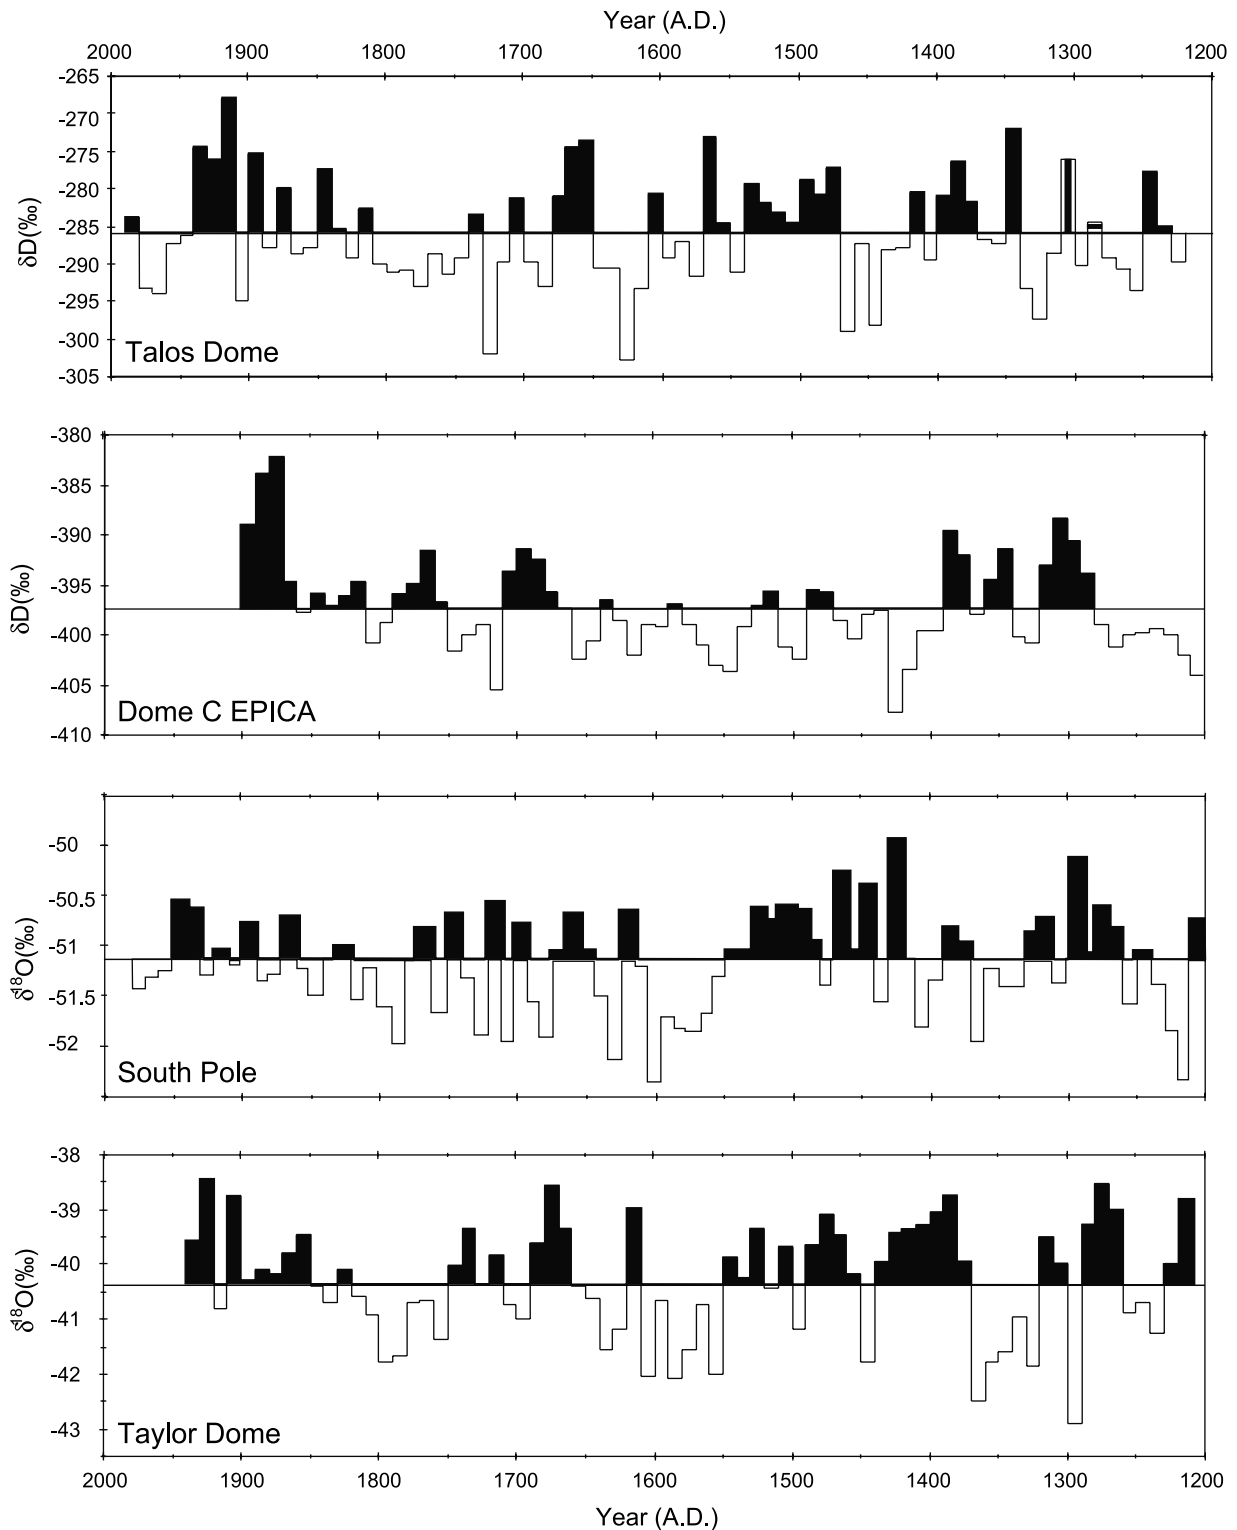 Year (A.D.)
2000 1900 1800 1700 1600 1500 1400 1300 1200
-265
-270
-275
-280
-285
-290
-295
-300
-305
δD(‰)
Talos Dome
-380
-385
-390
-395
-400
-405
-410
δD(‰)
Dome C EPICA
-50
-50.5
-51
-51.5
-52
δ18O(‰)
South Pole
-38
-39
-40
-41
-42
-43
δ18O(‰)
Taylor Dome
2000 1900 1800 1700 1600 1500 1400 1300 1200
Year (A.D.)